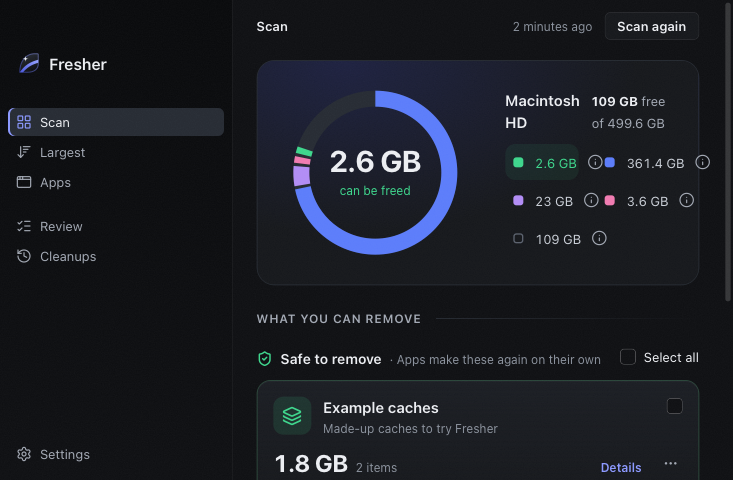 Fresher
Scan
Largest
Apps
Review
Cleanups
Settings
Scan
2 minutes ago
Scan again
2.6 GB
can be freed
Macintosh HD
109 GB free
of 499.6 GB
2.6 GB
361.4 GB
23 GB
3.6 GB
109 GB
WHAT YOU CAN REMOVE
Safe to remove · Apps make these again on their own
Select all
Example caches
Made-up caches to try Fresher
1.8 GB 2 items
Details